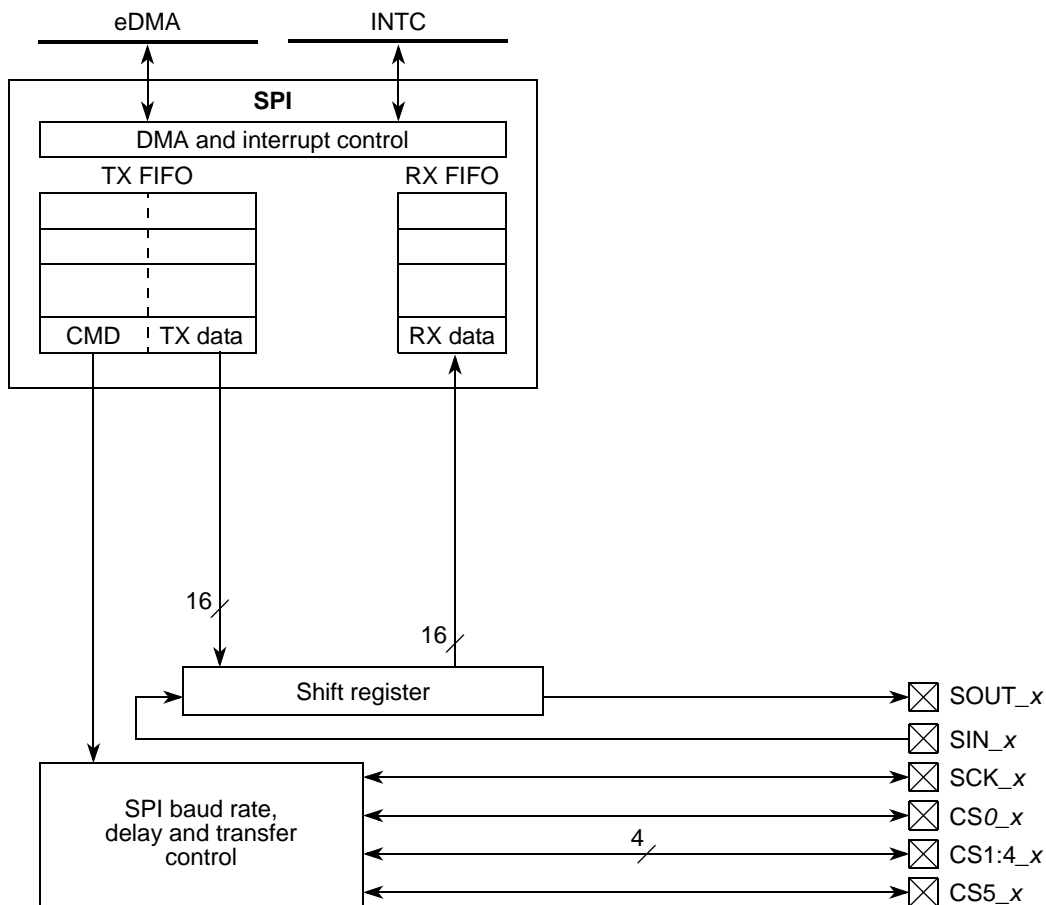 eDMA INTC
SPI
DMA and interrupt control
TX FIFO RX FIFO
CMD TX data RX data
16
16
Shift register
SOUT_x
SIN_x
SCK_x
SPI baud rate,
delay and transfer
control
CS0_x
4
CS1:4_x
CS5_x